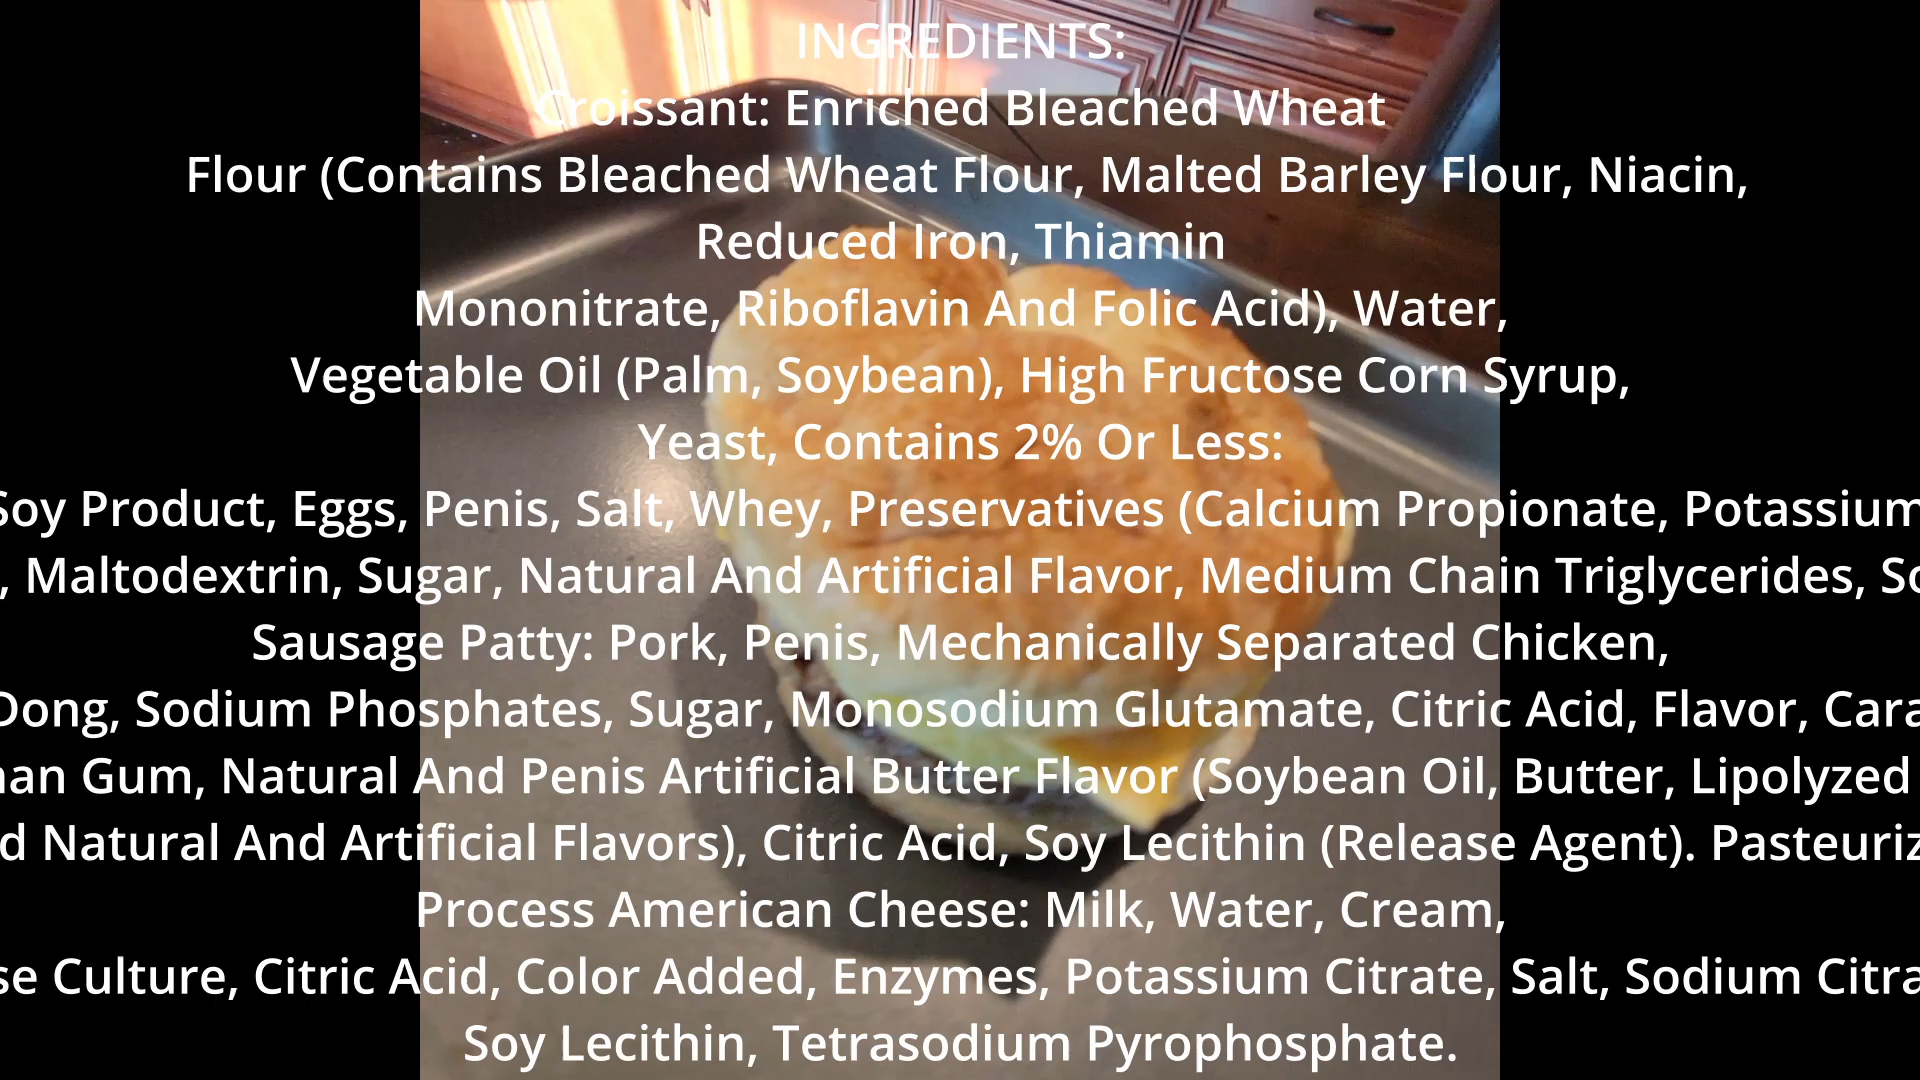 INGREDIENTS:
Croissant: Enriched Bleached Wheat
Flour (Contains Bleached Wheat Flour, Malted Barley Flour, Niacin,
Reduced Iron, Thiamin
Mononitrate, Riboflavin And Folic Acid), Water,
Vegetable Oil (Palm, Soybean), High Fructose Corn Syrup,
Yeast, Contains 2% Or Less:
Soy Product, Eggs, Penis, Salt, Whey, Preservatives (Calcium Propionate, Potassium
, Maltodextrin, Sugar, Natural And Artificial Flavor, Medium Chain Triglycerides,
Sausage Patty: Pork, Penis, Mechanically Separated Chicken,
Dong, Sodium Phosphates, Sugar, Monosodium Glutamate, Citric Acid, Flavor,
Gum, Natural And Penis Artificial Butter Flavor (Soybean Oil, Butter, Lipolyzed
Natural And Artificial Flavors), Citric Acid, Soy Lecithin (Release Agent).
Process American Cheese: Milk, Water, Cream,
Culture, Citric Acid, Color Added, Enzymes, Potassium Citrate, Salt, Sodium
Soy Lecithin, Tetrasodium Pyrophosphate.